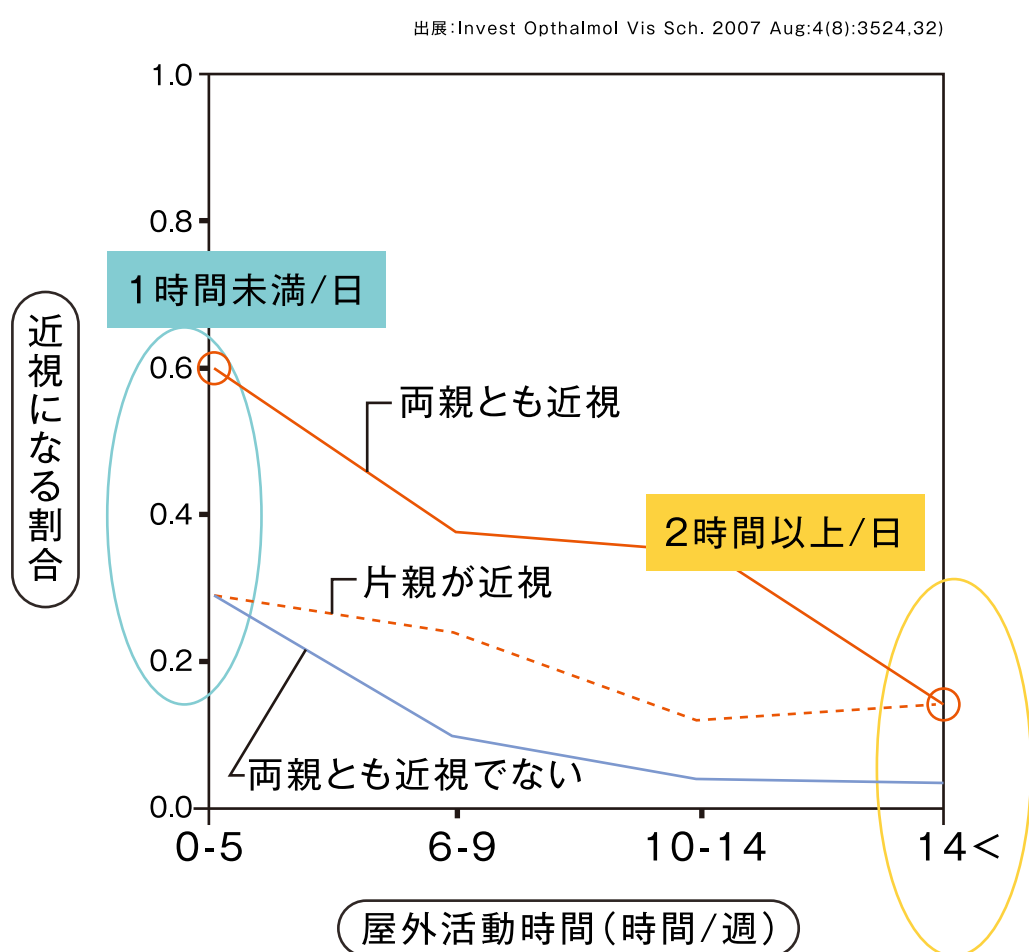 出展:Invest Opthalmol Vis Sch. 2007 Aug:4(8):3524,32)
1.0
0.8
1時間未満/日
近視になる割合
0.6
両親とも近視
0.4
2時間以上/日
片親が近視
0.2
両親とも近視でない
0.0
0-5 6-9 10-14 14<
屋外活動時間(時間/週)